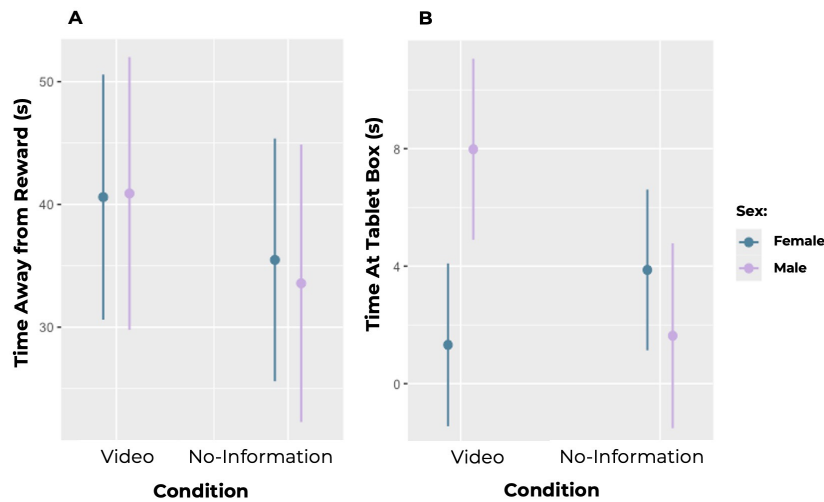 A
Time Away from Reward (s)
50
40
30
Video
No-Information
Condition
B
Time At Tablet Box (s)
8
4
0
Video
No-Information
Condition
Sex:
Female
Male